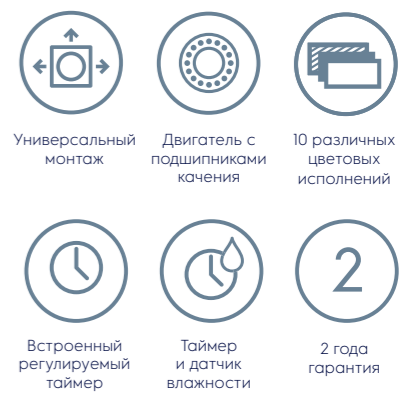 Универсальный
монтаж
Двигатель с
подшипниками
качения
10 различных
цветовых
исполнений
2
Встроенный
регулируемый
таймер
Таймер
и датчик
влажности
2 года
гарантия